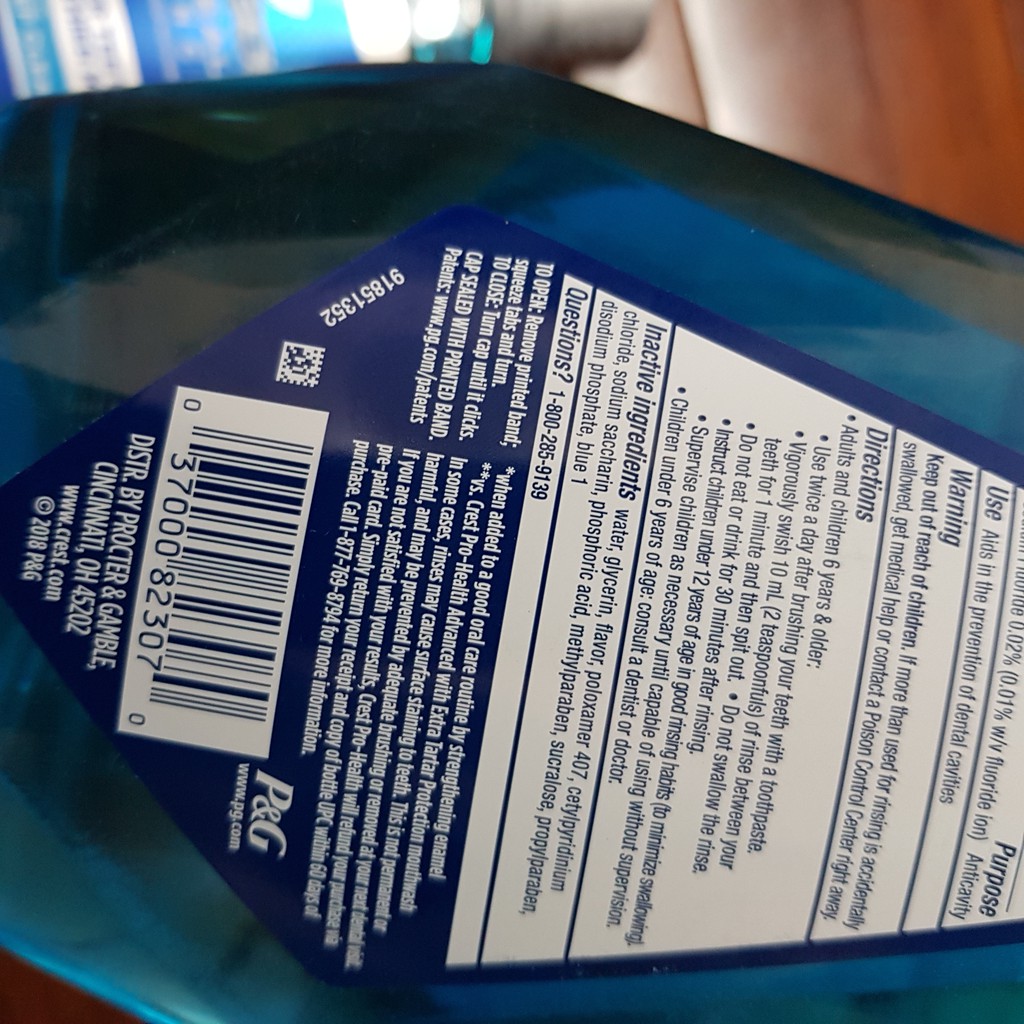 0.02% (0.01% w/v fluoride ion) Anticavity
Purpose
Use Aids in the prevention of dental cavities
Warning
Keep out of reach of children. If more than used for rinsing is accidentally
swallowed, get medical help or contact a Poison Control Center right away.
Directions
• Adults and children 6 years & older:
• Use twice a day after brushing your teeth with a toothpaste.
• Vigorously swish 10 mL (2 teaspoonfuls) of rinse between your
teeth for 1 minute and then spit out. • Do not swallow the rinse.
• Do not eat or drink for 30 minutes after rinsing.
• Instruct children under 12 years of age in good rinsing habits (to minimize swallowing).
• Supervise children as necessary until capable of using without supervision.
• Children under 6 years of age: consult a dentist or doctor.
Inactive ingredients water, glycerin, flavor, poloxamer 407, cetylpyridinium
chloride, sodium saccharin, phosphoric acid, methylparaben, sucralose, propylparaben,
disodium phosphate, blue 1
Questions? 1-800-285-9139
TO OPEN: Remove printed band;
squeeze tabs and turn.
TO CLOSE: Turn cap until it clicks.
CAP SEALED WITH PRINTED BAND.
Patents: www.pg.com/patents
*when added to a good oral care routine by strengthening enamel
**vs. Crest Pro-Health Advanced with Extra Tartar Protection mouthrinse
In some cases, rinses may cause surface staining to teeth. This is not permanent or
harmful, and may be prevented by adequate brushing or removed at your next dental visit.
If you are not satisfied with your results, Crest Pro-Health will refund your purchase via
pre-paid card. Simply return your receipt and copy of bottle UPC within 60 days of
purchase. Call 1-877-769-8794 for more information.
91851352
0 37000 82307 0
P&G
www.pg.com
DISTR. BY PROCTER & GAMBLE,
CINCINNATI, OH 45202
www.crest.com
© 2018 P&G